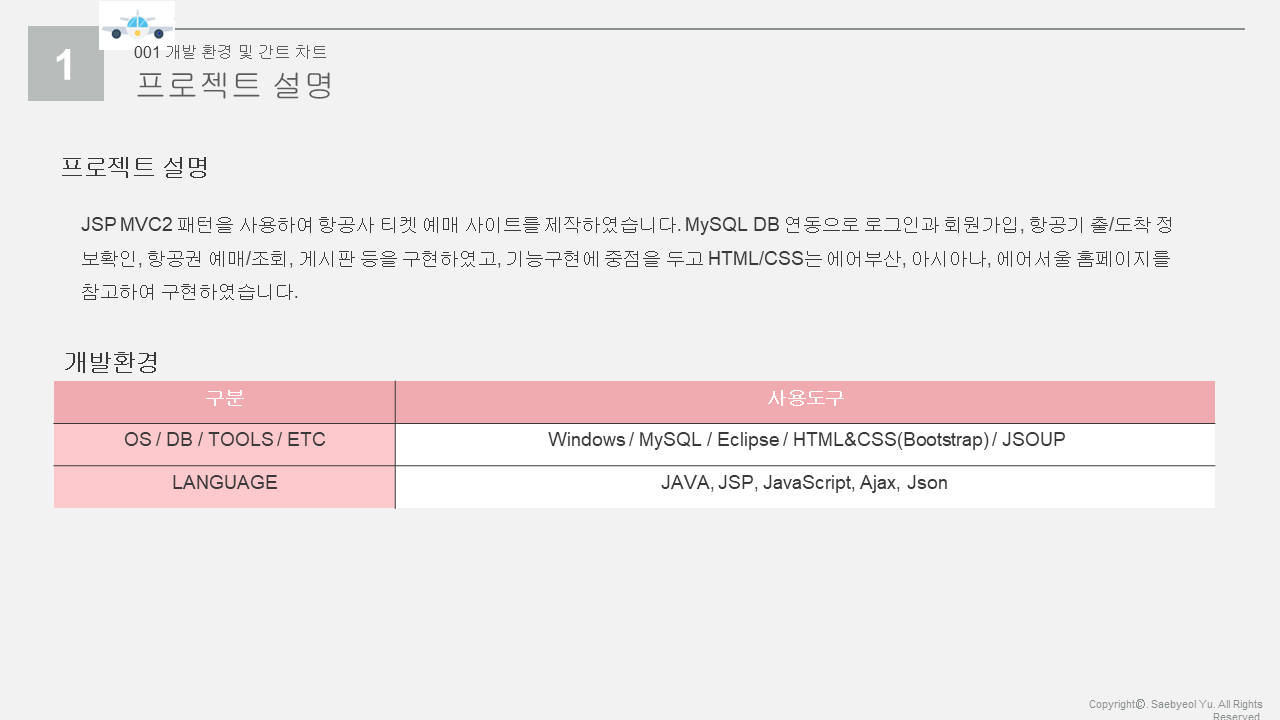 1
001 개발 환경 및 간트 차트
프로젝트 설명
프로젝트 설명
JSP MVC2 패턴을 사용하여 항공사 티켓 예매 사이트를 제작하였습니다. MySQL DB 연동으로 로그인과 회원가입, 항공기 출/도착 정
보확인, 항공권 예매/조회, 게시판 등을 구현하였고, 기능구현에 중점을 두고 HTML/CSS는 에어부산, 아시아나, 에어서울 홈페이지를
참고하여 구현하였습니다.
개발환경
구분 사용도구
OS / DB / TOOLS / ETC Windows / MySQL / Eclipse / HTML&CSS(Bootstrap) / JSOUP
LANGUAGE JAVA, JSP, JavaScript, Ajax, Json
Copyright©. Saebyeol Yu. All Rights
Reserved.